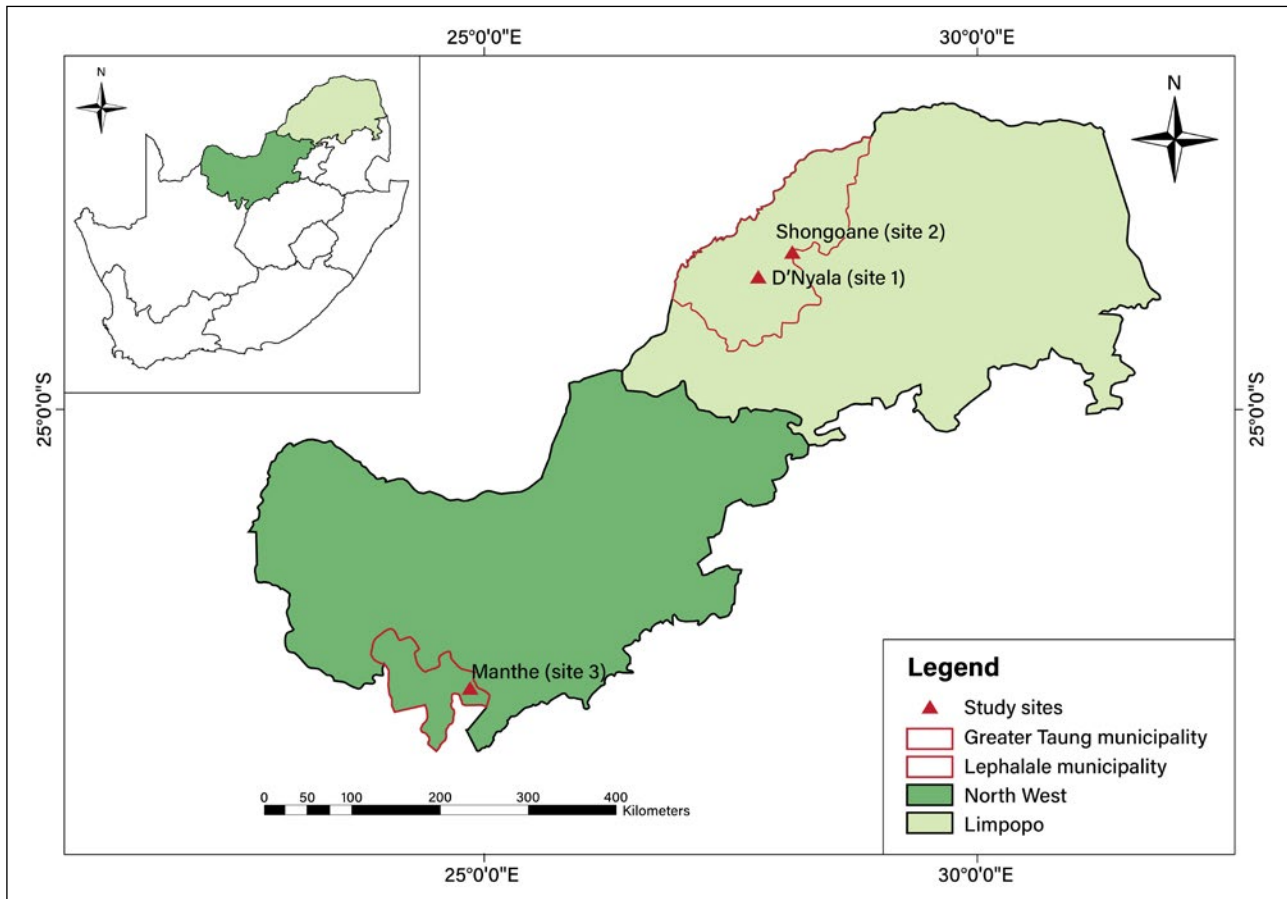 25°0'0"E
30°0'0"E
N
N
Shongoane (site 2)
D'Nyala (site 1)
25°0'0"S
25°0'0"S
Manthe (site 3)
0 50 100 200 300 400
Kilometers
Legend
Study sites
Greater Taung municipality
Lephalale municipality
North West
Limpopo
25°0'0"E
30°0'0"E